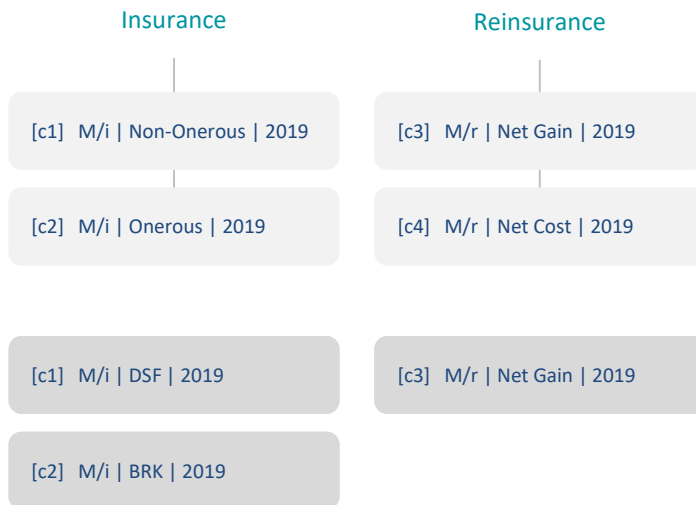 Insurance
Reinsurance
[c1] M/i | Non-Onerous | 2019
[c3] M/r | Net Gain | 2019
[c2] M/i | Onerous | 2019
[c4] M/r | Net Cost | 2019
[c1] M/i | DSF | 2019
[c3] M/r | Net Gain | 2019
[c2] M/i | BRK | 2019